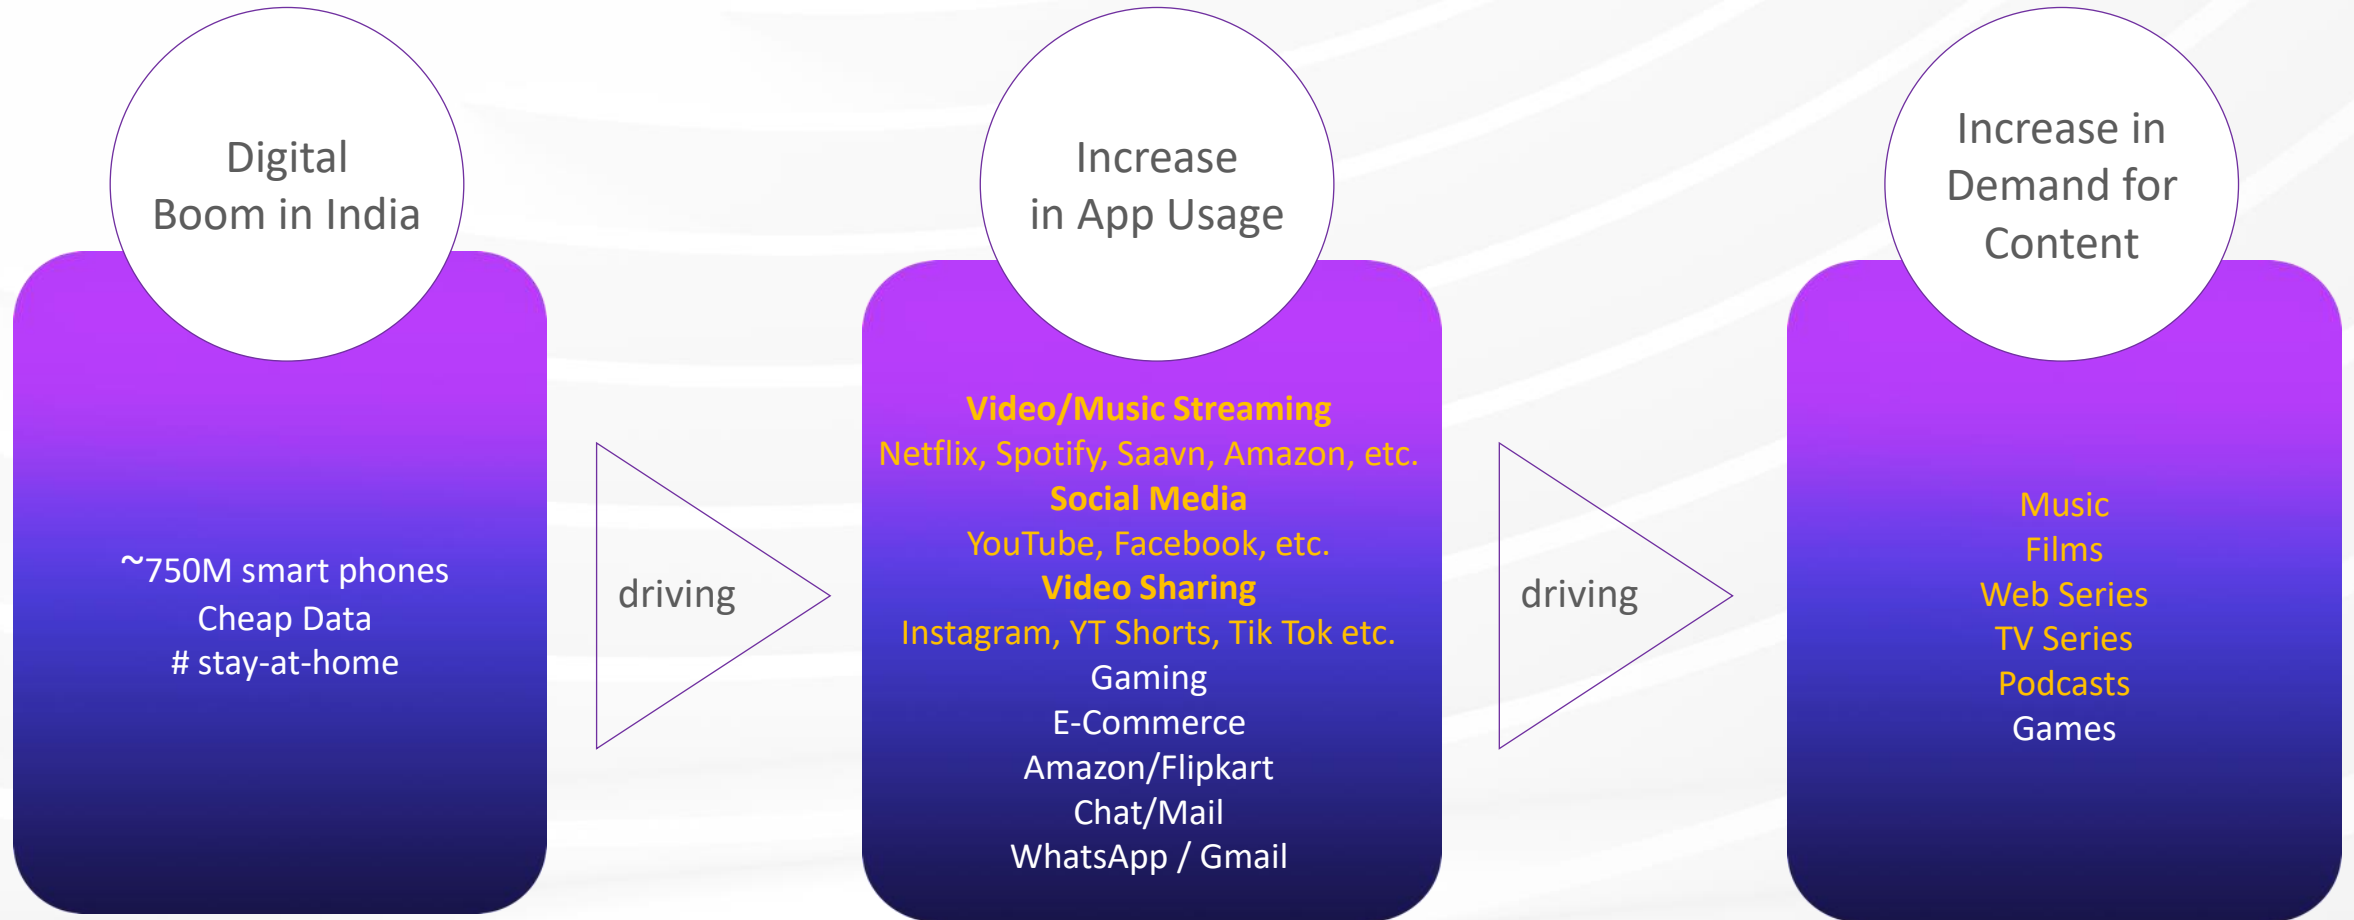 Digital
Boom in India
~750M smart phones
Cheap Data
# stay-at-home
driving
Increase
in App Usage
Video/Music Streaming
Netflix, Spotify, Saavn, Amazon, etc.
Social Media
YouTube, Facebook, etc.
Video Sharing
Instagram, YT Shorts, Tik Tok etc.
Gaming
E-Commerce
Amazon/Flipkart
Chat/Mail
WhatsApp / Gmail
driving
Increase in
Demand for
Content
Music
Films
Web Series
TV Series
Podcasts
Games